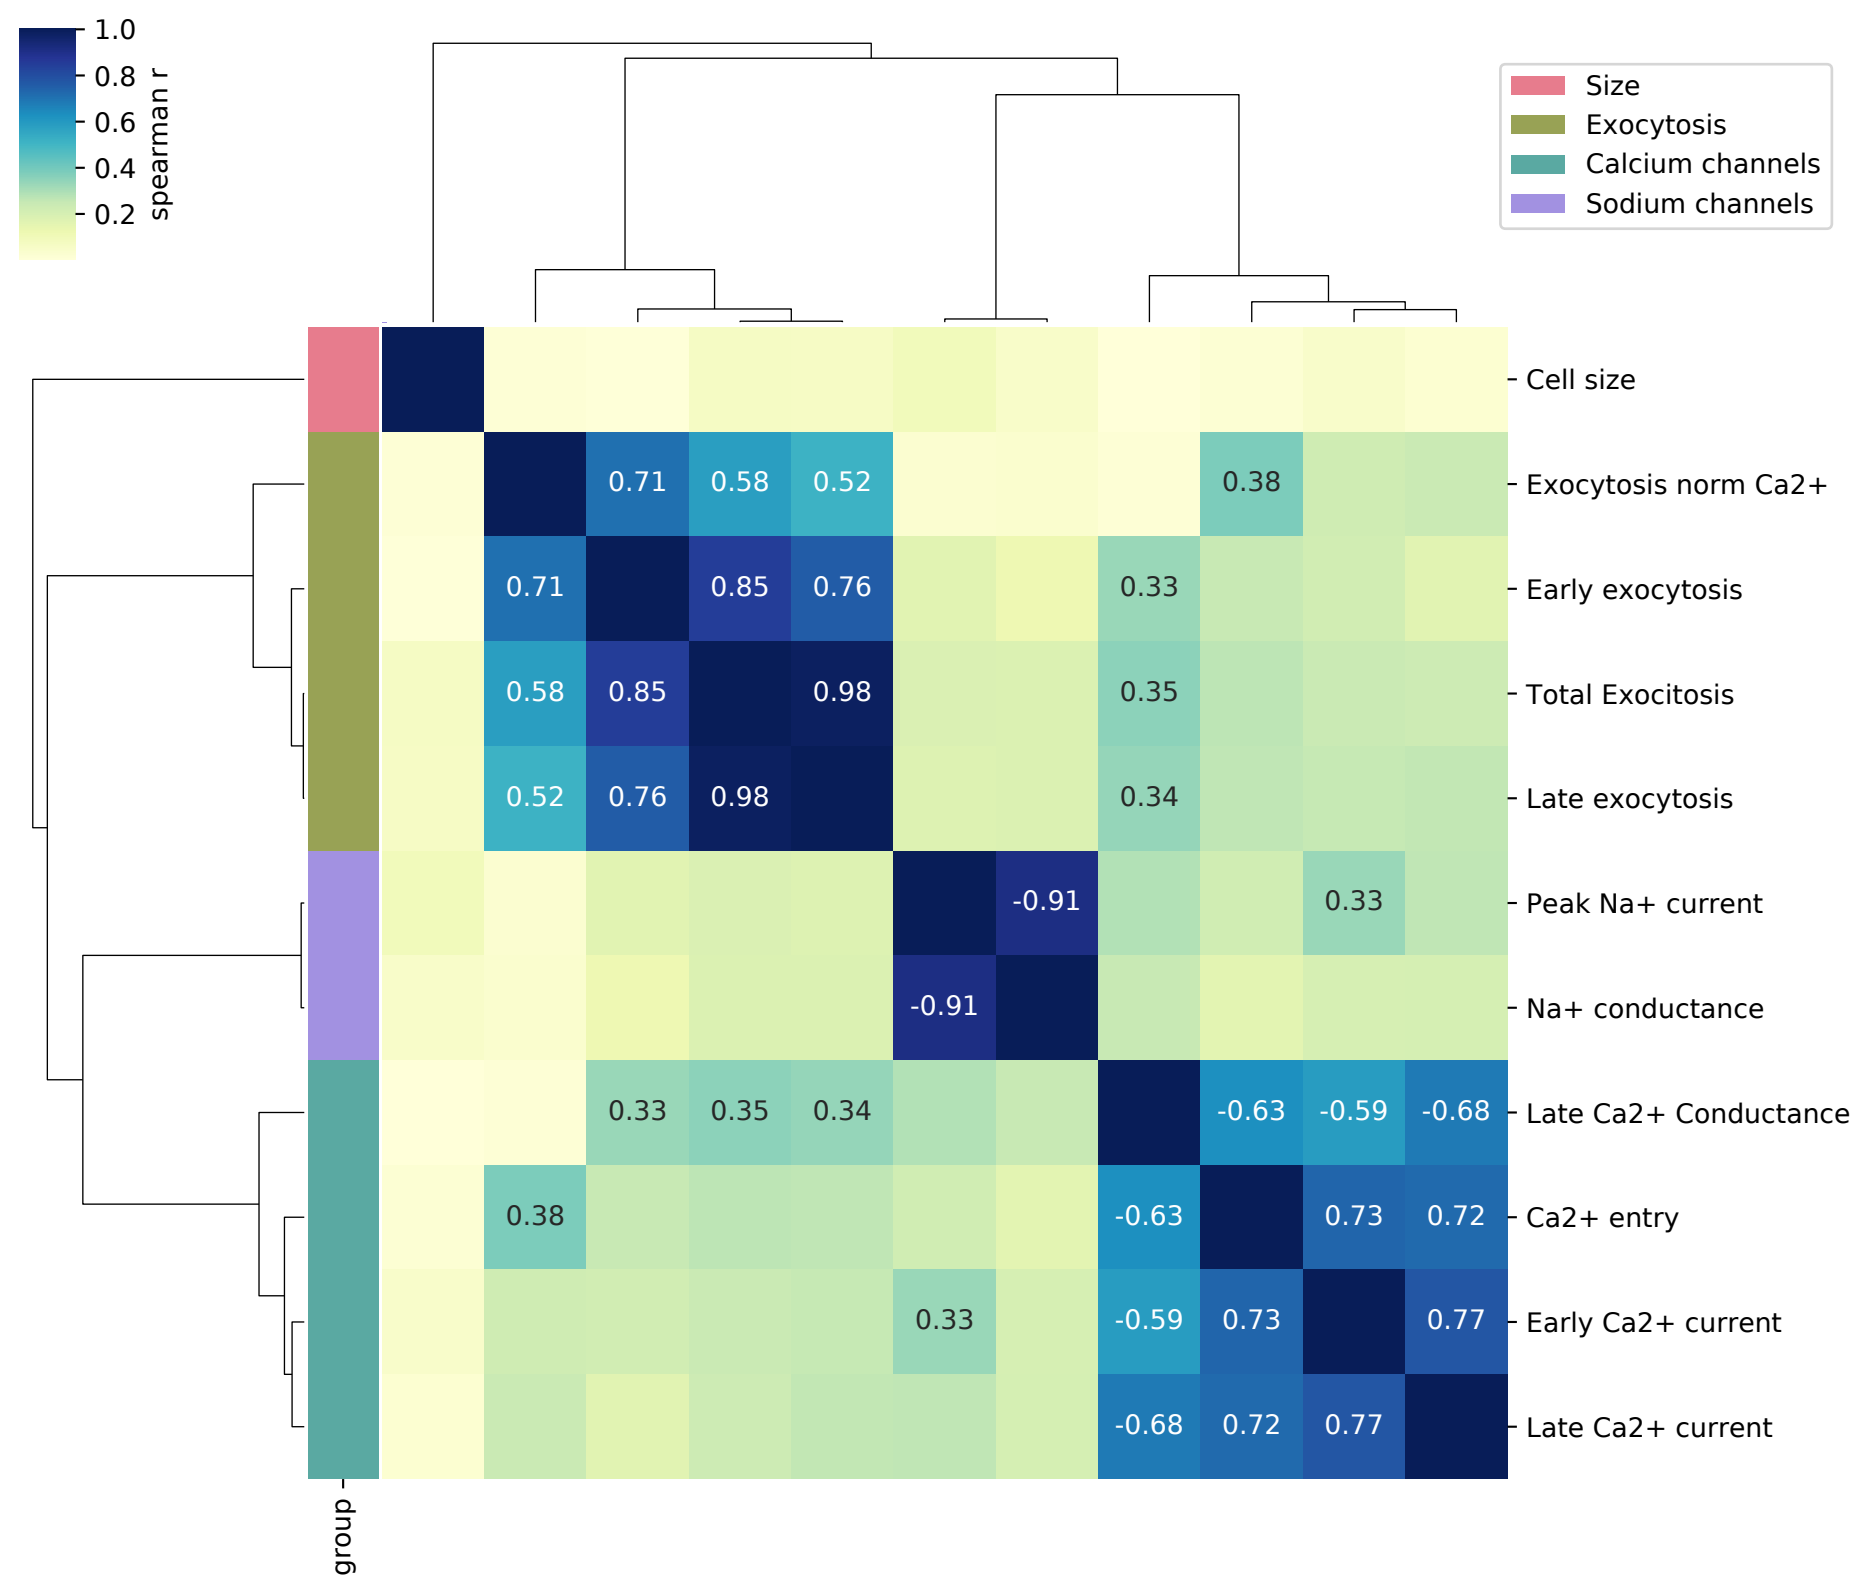 1.0
0.8
0.6
0.4
0.2
spearman r
Size
Exocytosis
Calcium channels
Sodium channels
Cell size
0.71 0.58 0.52 0.38 Exocytosis norm Ca2+
0.71 0.85 0.76 0.33 Early exocytosis
0.58 0.85 0.98 0.35 Total Exocitosis
0.52 0.76 0.98 0.34 Late exocytosis
-0.91 0.33 Peak Na+ current
-0.91 Na+ conductance
0.33 0.35 0.34 -0.63 -0.59 -0.68 Late Ca2+ Conductance
0.38 -0.63 0.73 0.72 Ca2+ entry
0.33 -0.59 0.73 0.77 Early Ca2+ current
-0.68 0.72 0.77 Late Ca2+ current
group